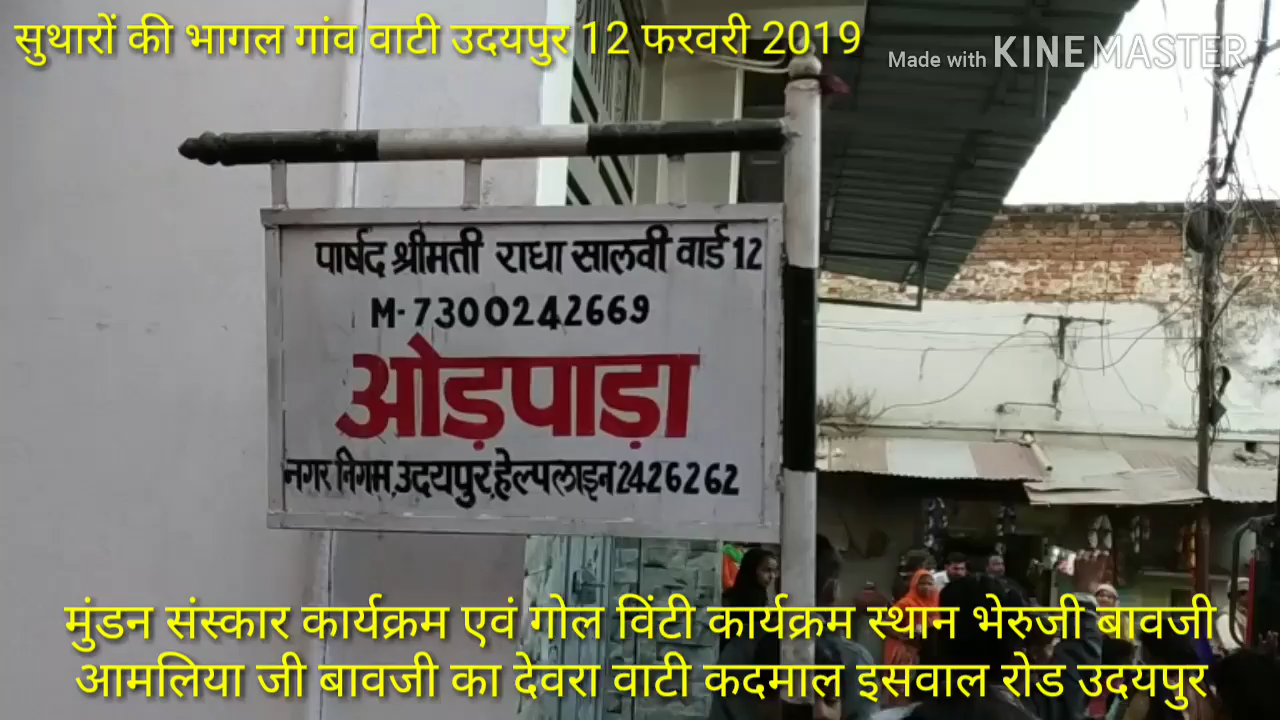 सुथारों की भागल गांव वाटी उदयपुर 12 फरवरी 2019
Made with KINEMASTER
पार्षद श्रीमती राधा सालवी वार्ड 12
M-7300242669
ओड़पाड़ा
नगर निगम,उदयपुर,हेल्पलाइन 2426262
मुंडन संस्कार कार्यक्रम एवं गोल विंटी कार्यक्रम स्थान भेरुजी बावजी
आमलिया जी बावजी का देवरा वाटी कदमाल इसवाल रोड उदयपुर